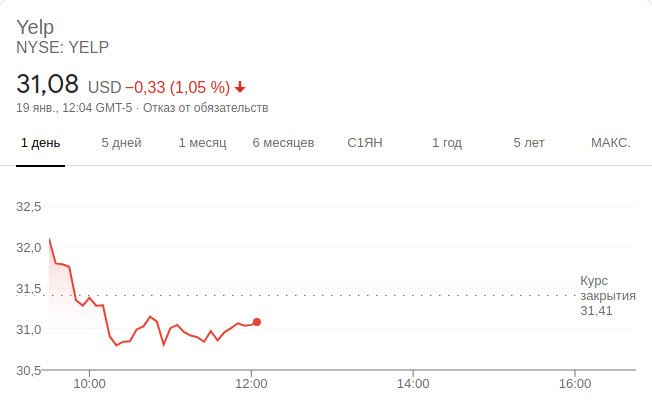 Yelp
NYSE: YELP
31,08 USD −0,33 (1,05 %)
19 янв., 12:04 GMT-5 · Отказ от обязательств
1 день 5 дней 1 месяц 6 месяцев С1ЯН 1 год 5 лет МАКС.
32,5
32,0
31,5
31,0
30,5
Курс
закрытия
31,41
10:00 12:00 14:00 16:00